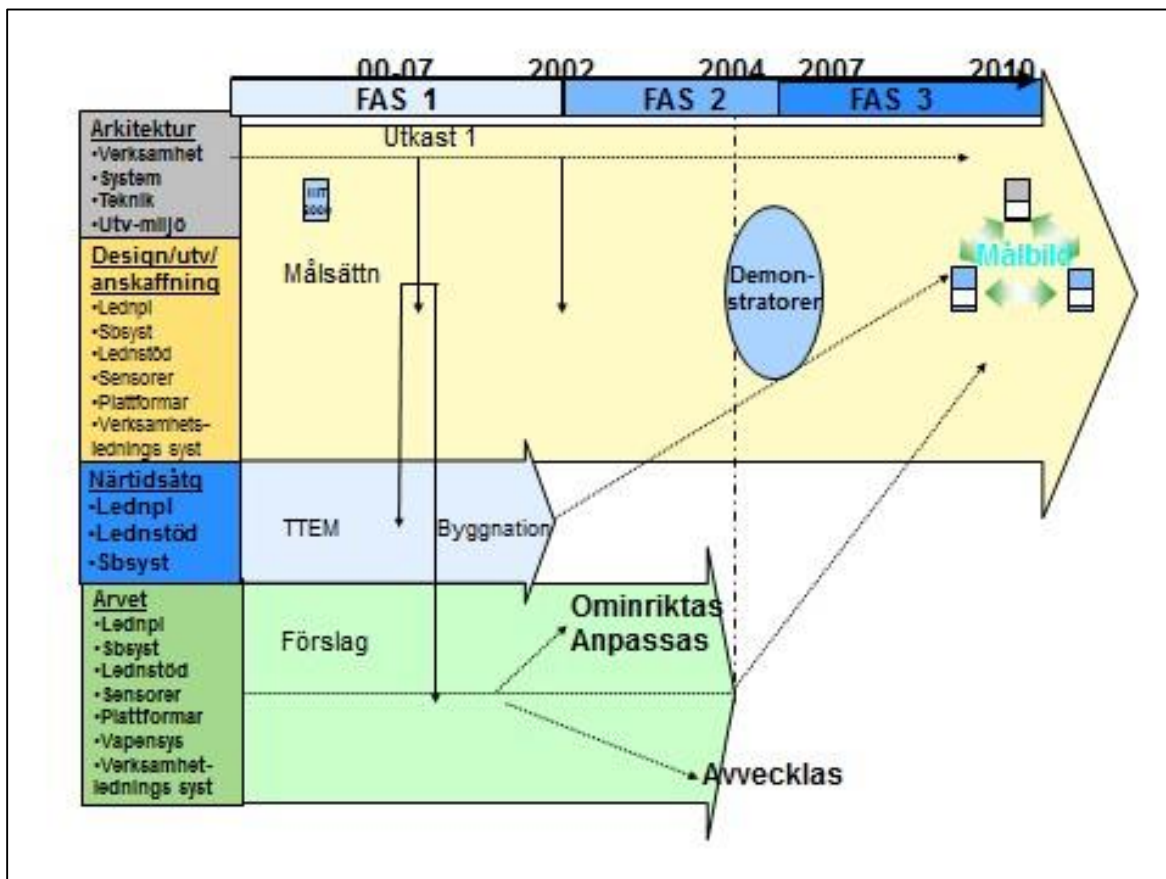 00-07 2002 2004 2007 2010
FAS 1 FAS 2 FAS 3
Arkitektur
•Verksamhet
•System
•Teknik
•Utv-miljö
Utkast 1
Design/utv/
anskaffning
•Lednpl
•Sbsyst
•Lednstöd
•Sensorer
•Plattformar
•Verksamhets-
lednings syst
Målsättn
Demon-
stratorer
Målbild
Närtidsåtg
•Lednpl
•Lednstöd
•Sbsyst
TTEM
Byggnation
Arvet
•Lednpl
•Sbsyst
•Lednstöd
•Sensorer
•Plattformar
•Vapensys
•Verksamhet-
lednings syst
Förslag
Ominriktas
Anpassas
Avvecklas